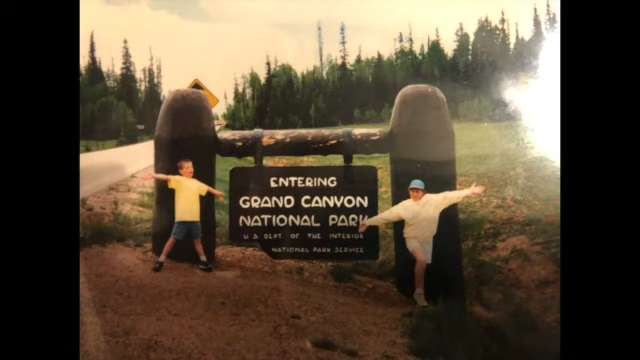 ENTERING
GRAND CANYON
NATIONAL PARK
U.S. DEPT. OF THE INTERIOR
NATIONAL PARK SERVICE